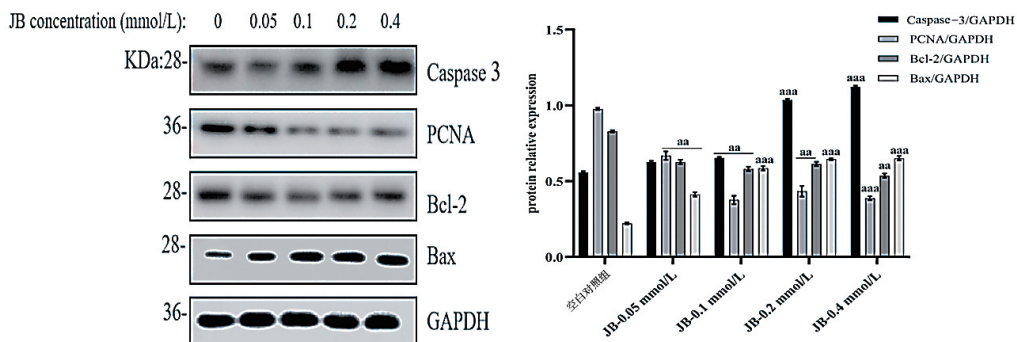 JB concentration (mmol/L): 0 0.05 0.1 0.2 0.4
KDa:28-
Caspase 3
36-
PCNA
28-
Bcl-2
28-
Bax
36-
GAPDH
Caspase-3/GAPDH
PCNA/GAPDH
Bcl-2/GAPDH
Bax/GAPDH
protein relative expression
1.5
1.0
0.5
0.0
aa
aa
aaa
aaa
aa
aaa
aaa
aaa
aa
aaa
空白对照组
JB-0.05 mmol/L
JB-0.1 mmol/L
JB-0.2 mmol/L
JB-0.4 mmol/L